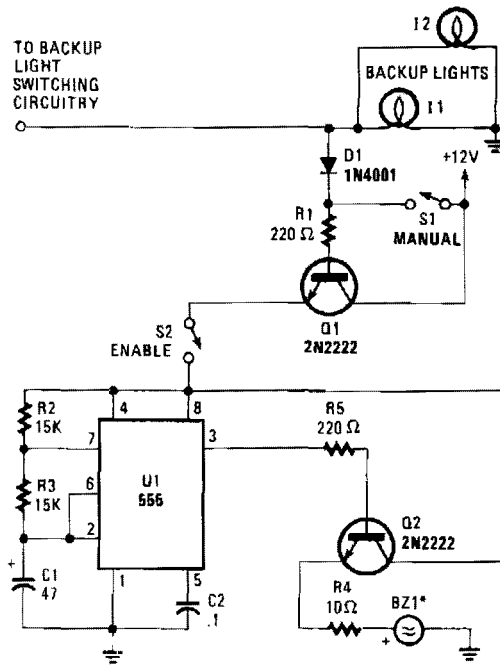 I2
TO BACKUP
LIGHT
SWITCHING
CIRCUITRY
BACKUP LIGHTS
I1
D1
1N4001
+12V
R1
220 Ω
S1
MANUAL
Q1
2N2222
S2
ENABLE
R2
15K
4
8
7
3
R5
220 Ω
6
U1
555
R3
15K
2
Q2
2N2222
+
C1
47
1
5
C2
.1
R4
10Ω
BZ1*
+